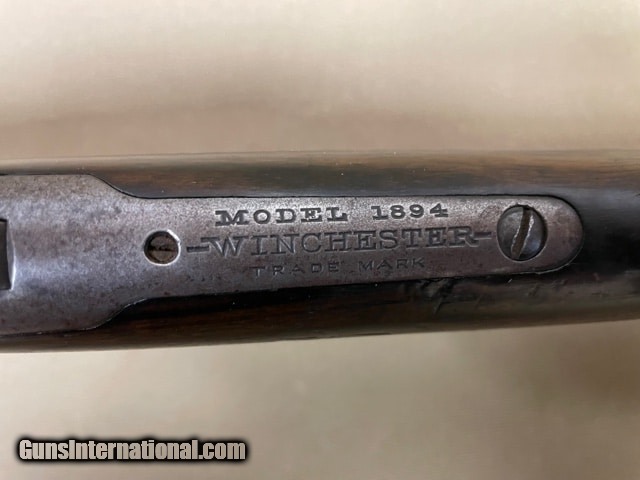 MODEL 1894
-WINCHESTER-
TRADE MARK
GunsInternational.com